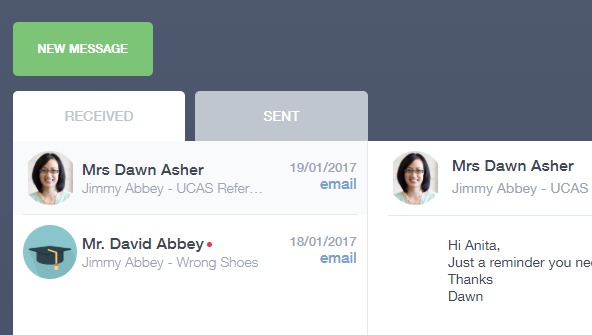 NEW MESSAGE
RECEIVED
SENT
Mrs Dawn Asher
19/01/2017
Jimmy Abbey - UCAS Refer...
email
Mr. David Abbey
18/01/2017
Jimmy Abbey - Wrong Shoes
email
Mrs Dawn Asher
Jimmy Abbey - UCAS
Hi Anita,
Just a reminder you
Thanks
Dawn